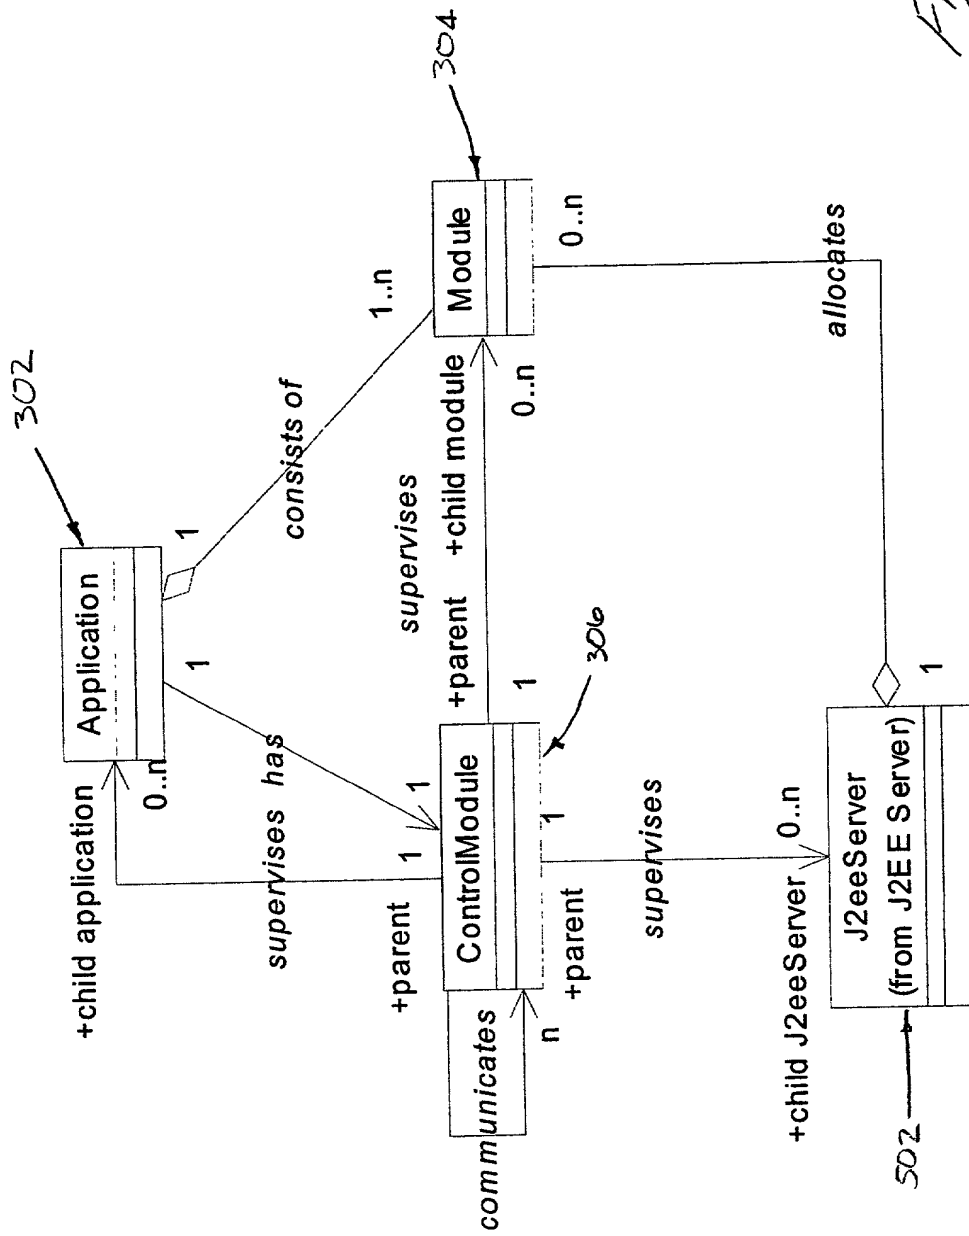 302
304
Application
+child application
0..n
1
1
consists of
1..n
supervises
has
Module
0..n
supervises
+parent
+child module
0..n
1
1
1
+parent
ControlModule
306
communicates
n
1
+parent
supervises
allocates
+child J2eeServer
0..n
1
J2eeServer
(from J2EE Server)
502